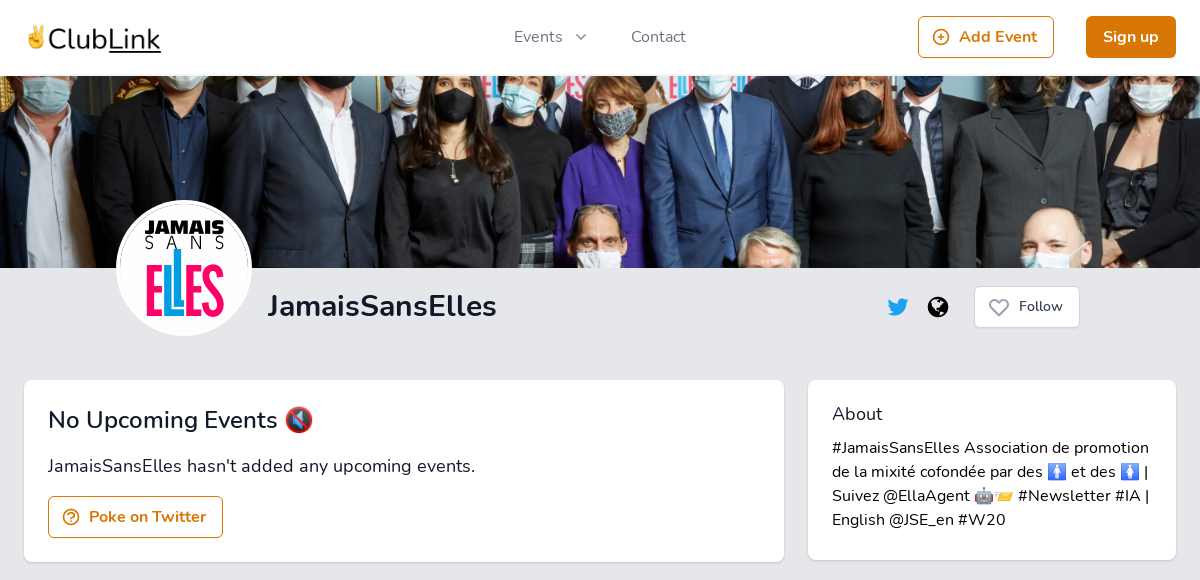 ✌️ClubLink
Events
Contact
Add Event
Sign up
ELLES
ELLES
JAMAIS
SANS
ELLES
JamaisSansElles
Follow
No Upcoming Events 🔇
JamaisSansElles hasn't added any upcoming events.
Poke on Twitter
About
#JamaisSansElles Association de promotion
de la mixité cofondée par des 🚺 et des 🚹 |
Suivez @EllaAgent 🤖📨 #Newsletter #IA |
English @JSE_en #W20